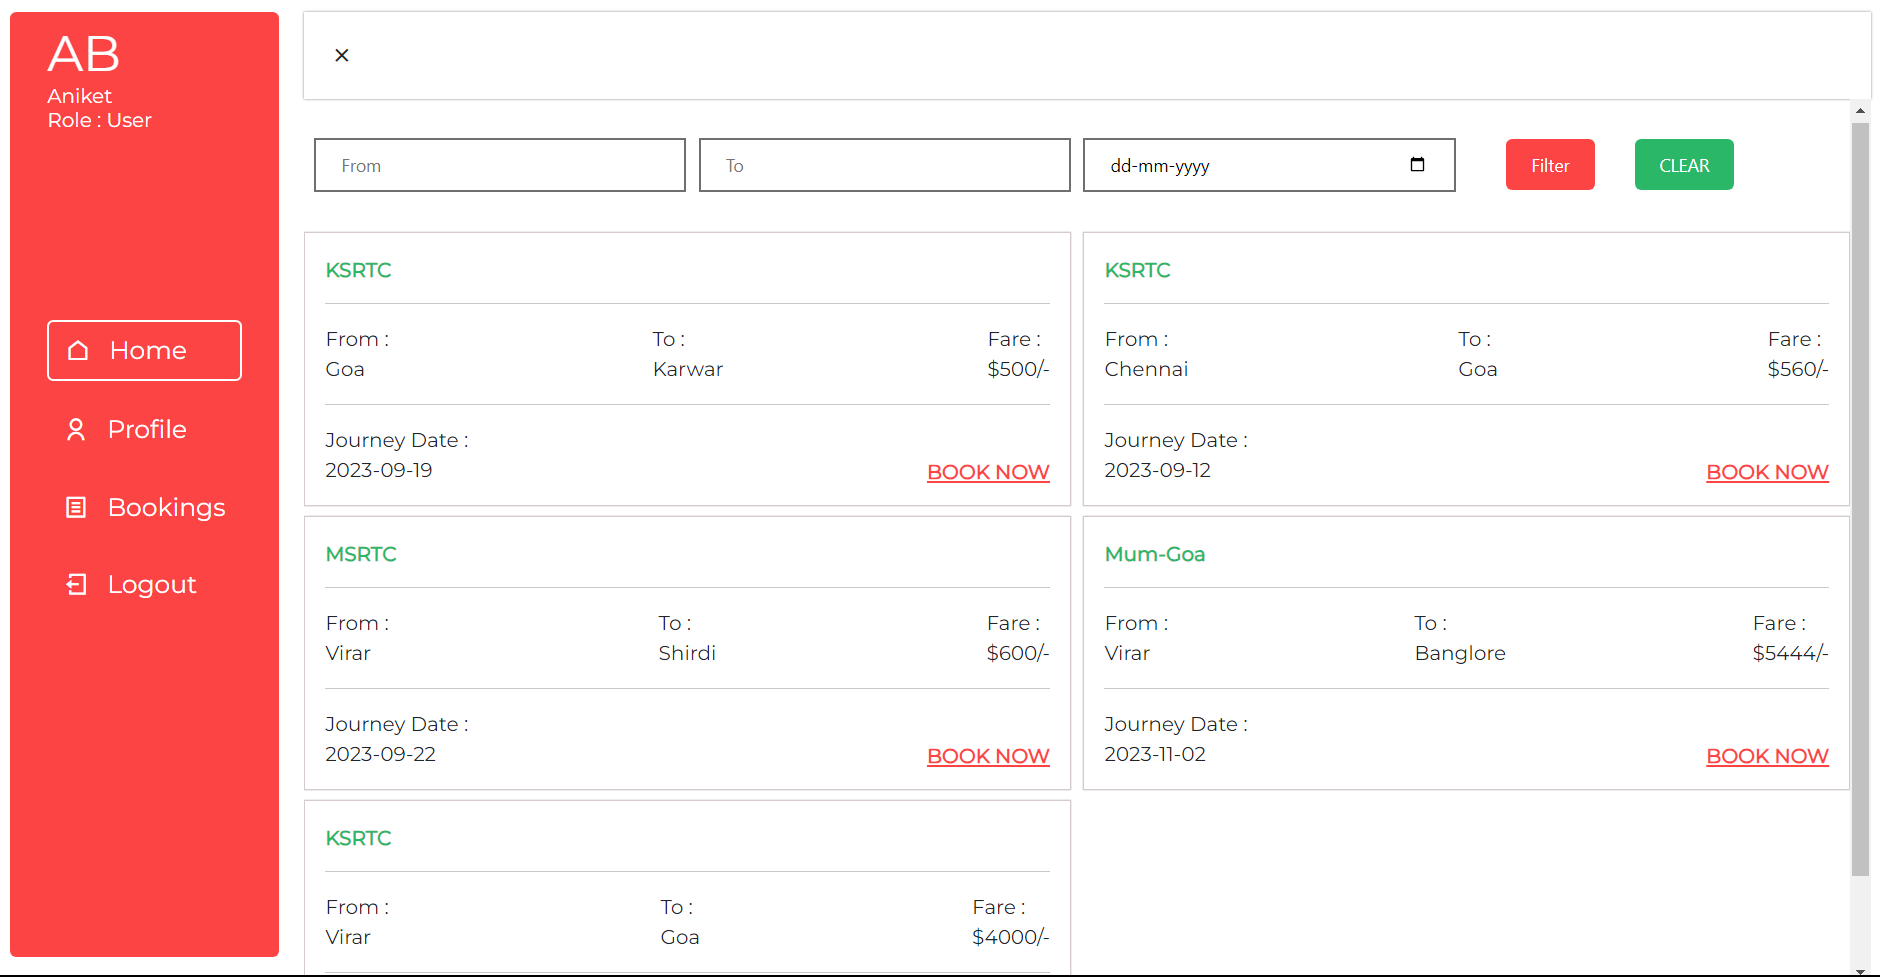 AB
Aniket
Role : User
Home
Profile
Bookings
Logout
From
To
dd-mm-yyyy
Filter
CLEAR
KSRTC
From :
Goa
To :
Karwar
Fare :
$500/-
Journey Date :
2023-09-19
BOOK NOW
KSRTC
From :
Chennai
To :
Goa
Fare :
$560/-
Journey Date :
2023-09-12
BOOK NOW
MSRTC
From :
Virar
To :
Shirdi
Fare :
$600/-
Journey Date :
2023-09-22
BOOK NOW
Mum-Goa
From :
Virar
To :
Banglore
Fare :
$5444/-
Journey Date :
2023-11-02
BOOK NOW
KSRTC
From :
Virar
To :
Goa
Fare :
$4000/-